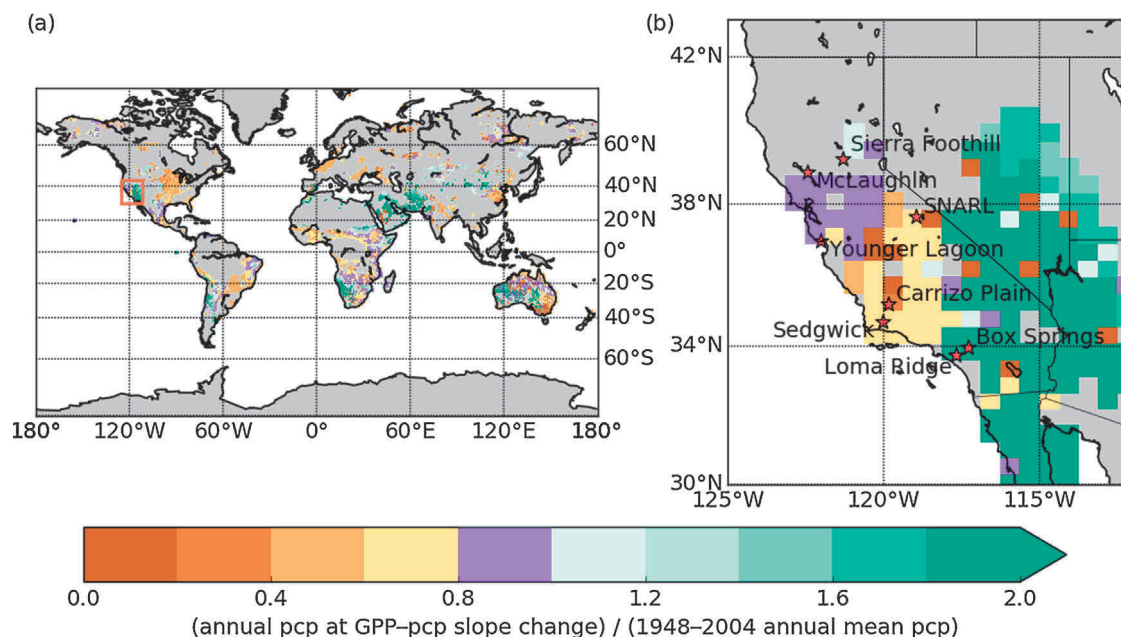 (a)
60°N
40°N
20°N
0°
20°S
40°S
60°S
180° 120°W 60°W 0° 60°E 120°E 180°
(b)
42°N
38°N
34°N
30°N
125°W 120°W 115°W
Sierra Foothill
McLaughlin
SNARL
Younger Lagoon
Carrizo Plain
Sedgwick
Box Springs
Loma Ridge
0.0 0.4 0.8 1.2 1.6 2.0
(annual pcp at GPP–pcp slope change) / (1948–2004 annual mean pcp)